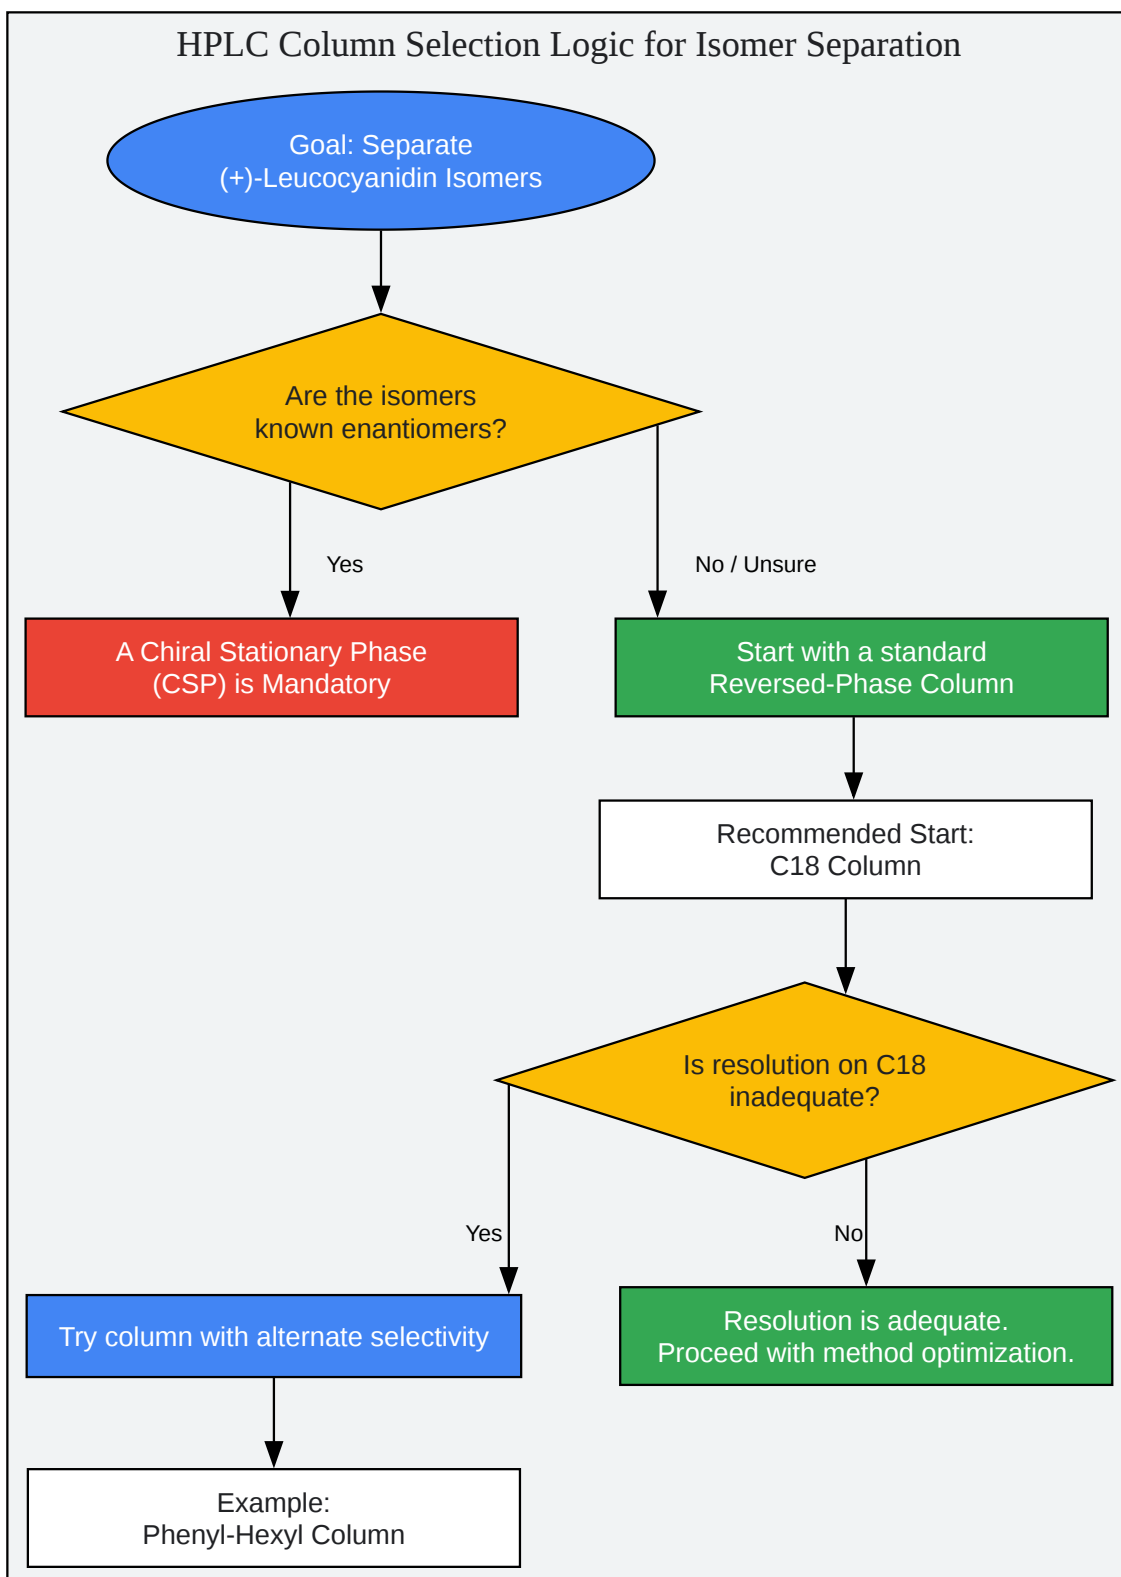 HPLC Column Selection Logic for Isomer Separation
Goal: Separate
(+)-Leucocyanidin Isomers
Are the isomers
known enantiomers?
Yes
No / Unsure
A Chiral Stationary Phase
(CSP) is Mandatory
Start with a standard
Reversed-Phase Column
Recommended Start:
C18 Column
Is resolution on C18
inadequate?
Yes
No
Try column with alternate selectivity
Resolution is adequate.
Proceed with method optimization.
Example:
Phenyl-Hexyl Column